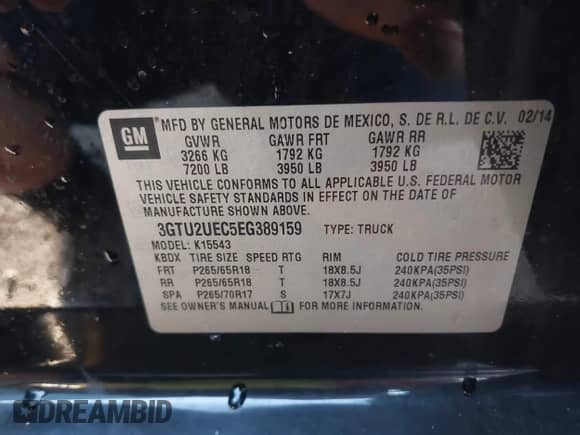 GM
® MFD BY GENERAL MOTORS DE MEXICO, S. DE R.L. DE C.V. 02/14
GVWR GAWR FRT GAWR RR
3266 KG 1792 KG 1792 KG
7200 LB 3950 LB 3950 LB
THIS VEHICLE CONFORMS TO ALL APPLICABLE U.S. FEDERAL MOTOR
VEHICLE SAFETY STANDARDS IN EFFECT ON THE DATE OF
MANUFACTURE SHOWN ABOVE.
3GTU2UEC5EG389159 TYPE: TRUCK
MODEL: K15543
KBDX TIRE SIZE SPEED RTG RIM COLD TIRE PRESSURE
FRT P265/65R18 T 18X8.5J 240KPA(35PSI)
RR P265/65R18 T 18X8.5J 240KPA(35PSI)
SPA P265/70R17 S 17X7J 240KPA(35PSI)
SEE OWNER'S MANUAL FOR MORE INFORMATION
DREAMBID